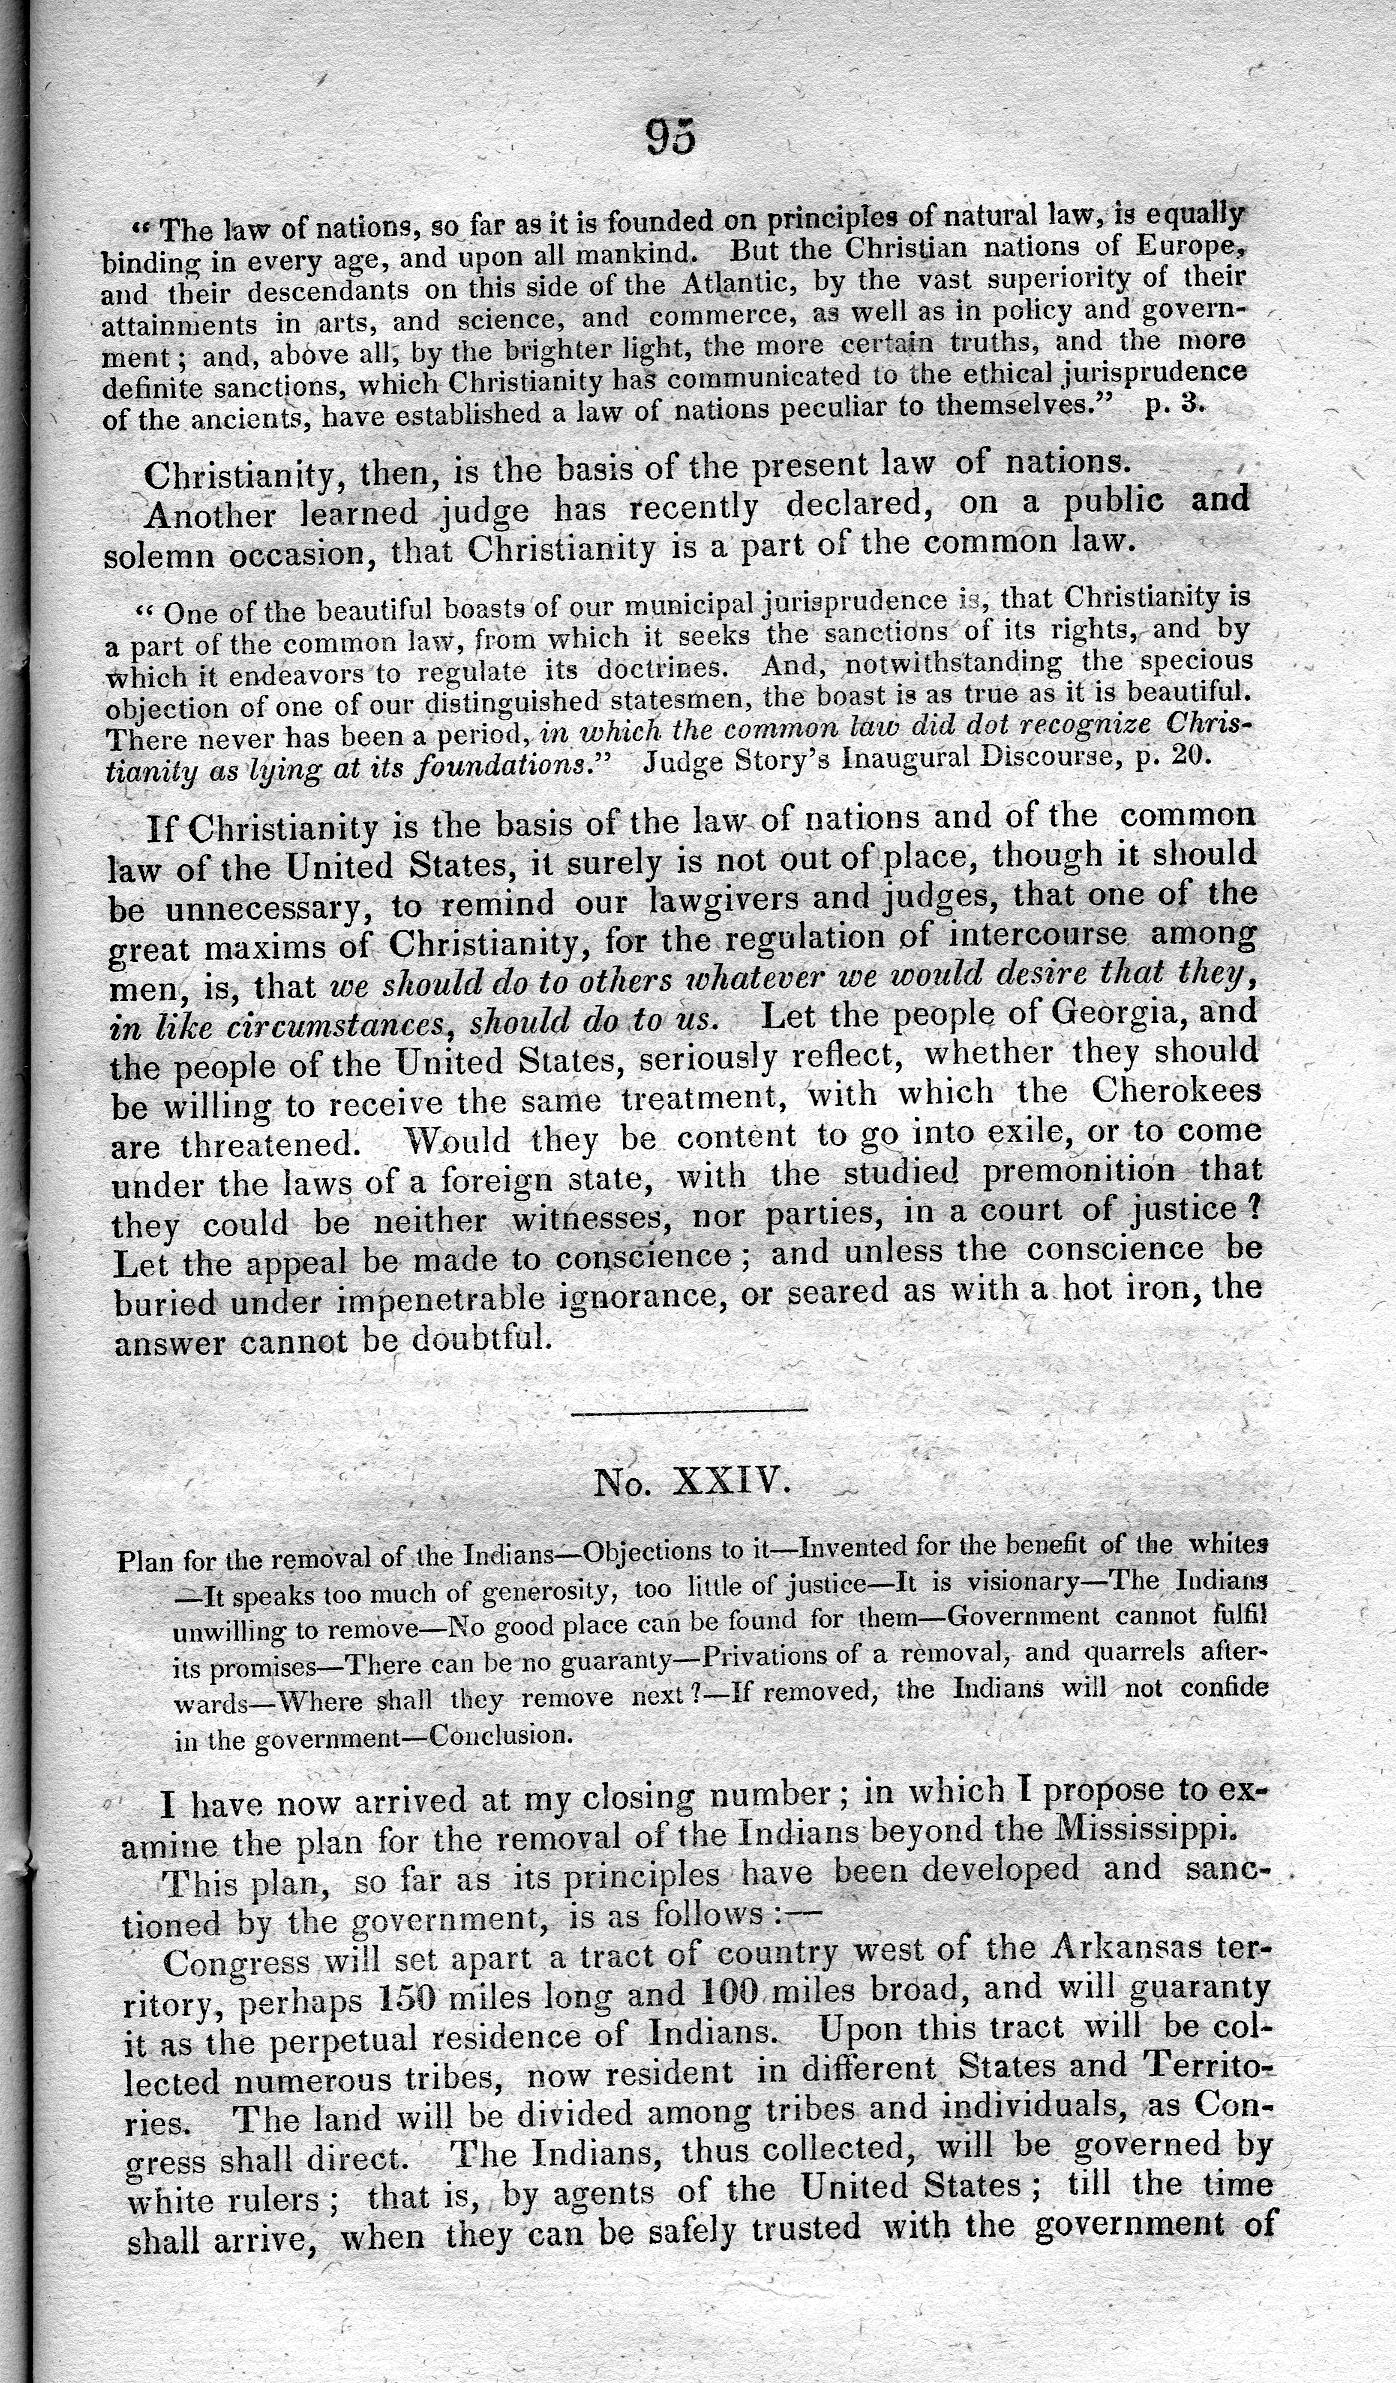 95
“ The law of nations, so far as it is founded on principles of natural law, is equally
binding in every age, and upon all mankind. But the Christian nations of Europe,
and their descendants on this side of the Atlantic, by the vast superiority of their
attainments in arts, and science, and commerce, as well as in policy and govern-
ment ; and, above all, by the brighter light, the more certain truths, and the more
definite sanctions, which Christianity has communicated to the ethical jurisprudence
of the ancients, have established a law of nations peculiar to themselves.” p. 3.
Christianity, then, is the basis of the present law of nations.
Another learned judge has recently declared, on a public and
solemn occasion, that Christianity is a part of the common law.
“ One of the beautiful boasts of our municipal jurisprudence is, that Christianity is
a part of the common law, from which it seeks the sanctions of its rights, and by
which it endeavors to regulate its doctrines. And, notwithstanding the specious
objection of one of our distinguished statesmen, the boast is as true as it is beautiful.
There never has been a period, in which the common law did dot recognize Chris-
tianity as lying at its foundations.” Judge Story’s Inaugural Discourse, p. 20.
If Christianity is the basis of the law of nations and of the common
law of the United States, it surely is not out of place, though it should
be unnecessary, to remind our lawgivers and judges, that one of the
great maxims of Christianity, for the regulation of intercourse among
men, is, that we should do to others whatever we would desire that they,
in like circumstances, should do to us. Let the people of Georgia, and
the people of the United States, seriously reflect, whether they should
be willing to receive the same treatment, with which the Cherokees
are threatened. Would they be content to go into exile, or to come
under the laws of a foreign state, with the studied premonition that
they could be neither witnesses, nor parties, in a court of justice ?
Let the appeal be made to conscience ; and unless the conscience be
buried under impenetrable ignorance, or seared as with a hot iron, the
answer cannot be doubtful.
No. XXIV.
Plan for the removal of the Indians—Objections to it—Invented for the benefit of the whites
—It speaks too much of generosity, too little of justice—It is visionary—The Indians
unwilling to remove—No good place can be found for them—Government cannot fulfil
its promises—There can be no guaranty—Privations of a removal, and quarrels after-
wards—Where shall they remove next ?—If removed, the Indians will not confide
in the government—Conclusion.
I have now arrived at my closing number ; in which I propose to ex-
amine the plan for the removal of the Indians beyond the Mississippi.
This plan, so far as its principles have been developed and sanc-
tioned by the government, is as follows :—
Congress will set apart a tract of country west of the Arkansas ter-
ritory, perhaps 150 miles long and 100 miles broad, and will guaranty
it as the perpetual residence of Indians. Upon this tract will be col-
lected numerous tribes, now resident in different States and Territo-
ries. The land will be divided among tribes and individuals, as Con-
gress shall direct. The Indians, thus collected, will be governed by
white rulers ; that is, by agents of the United States ; till the time
shall arrive, when they can be safely trusted with the government of